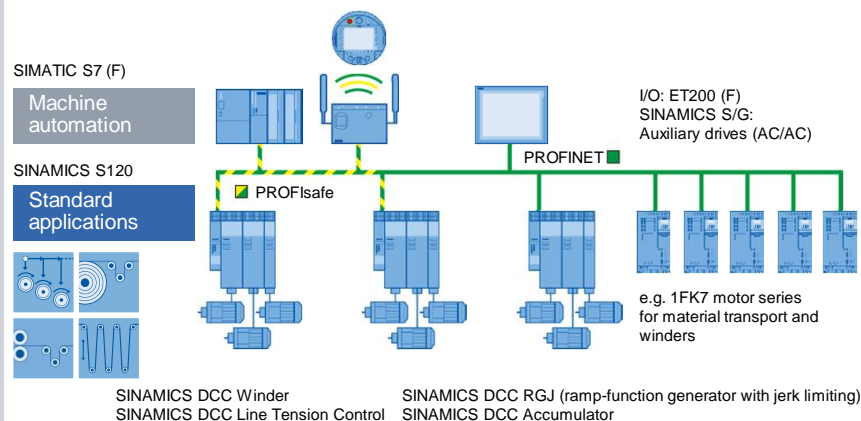 SIMATIC S7 (F)
Machine
automation
I/O: ET200 (F)
SINAMICS S/G:
Auxiliary drives (AC/AC)
PROFINET
SINAMICS S120
Standard
applications
PROFIsafe
e.g. 1FK7 motor series
for material transport and
winders
SINAMICS DCC Winder
SINAMICS DCC Line Tension Control
SINAMICS DCC RGJ (ramp-function generator with jerk limiting)
SINAMICS DCC Accumulator